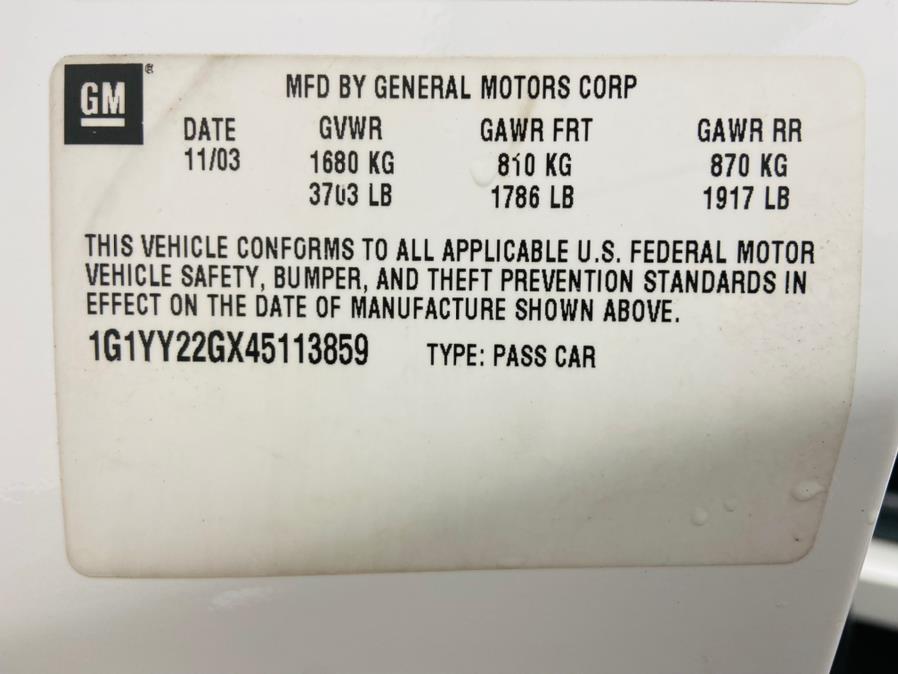 GM ®
MFD BY GENERAL MOTORS CORP
DATE GVWR GAWR FRT GAWR RR
11/03 1680 KG 810 KG 870 KG
3703 LB 1786 LB 1917 LB
THIS VEHICLE CONFORMS TO ALL APPLICABLE U.S. FEDERAL MOTOR
VEHICLE SAFETY, BUMPER, AND THEFT PREVENTION STANDARDS IN
EFFECT ON THE DATE OF MANUFACTURE SHOWN ABOVE.
1G1YY22GX45113859 TYPE: PASS CAR